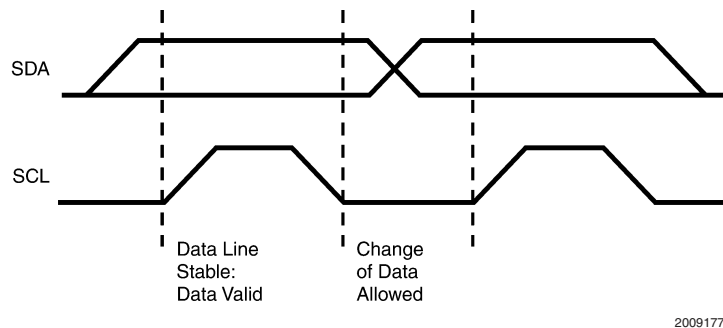 SDA
SCL
Data Line
Stable:
Data Valid
Change
of Data
Allowed
2009177